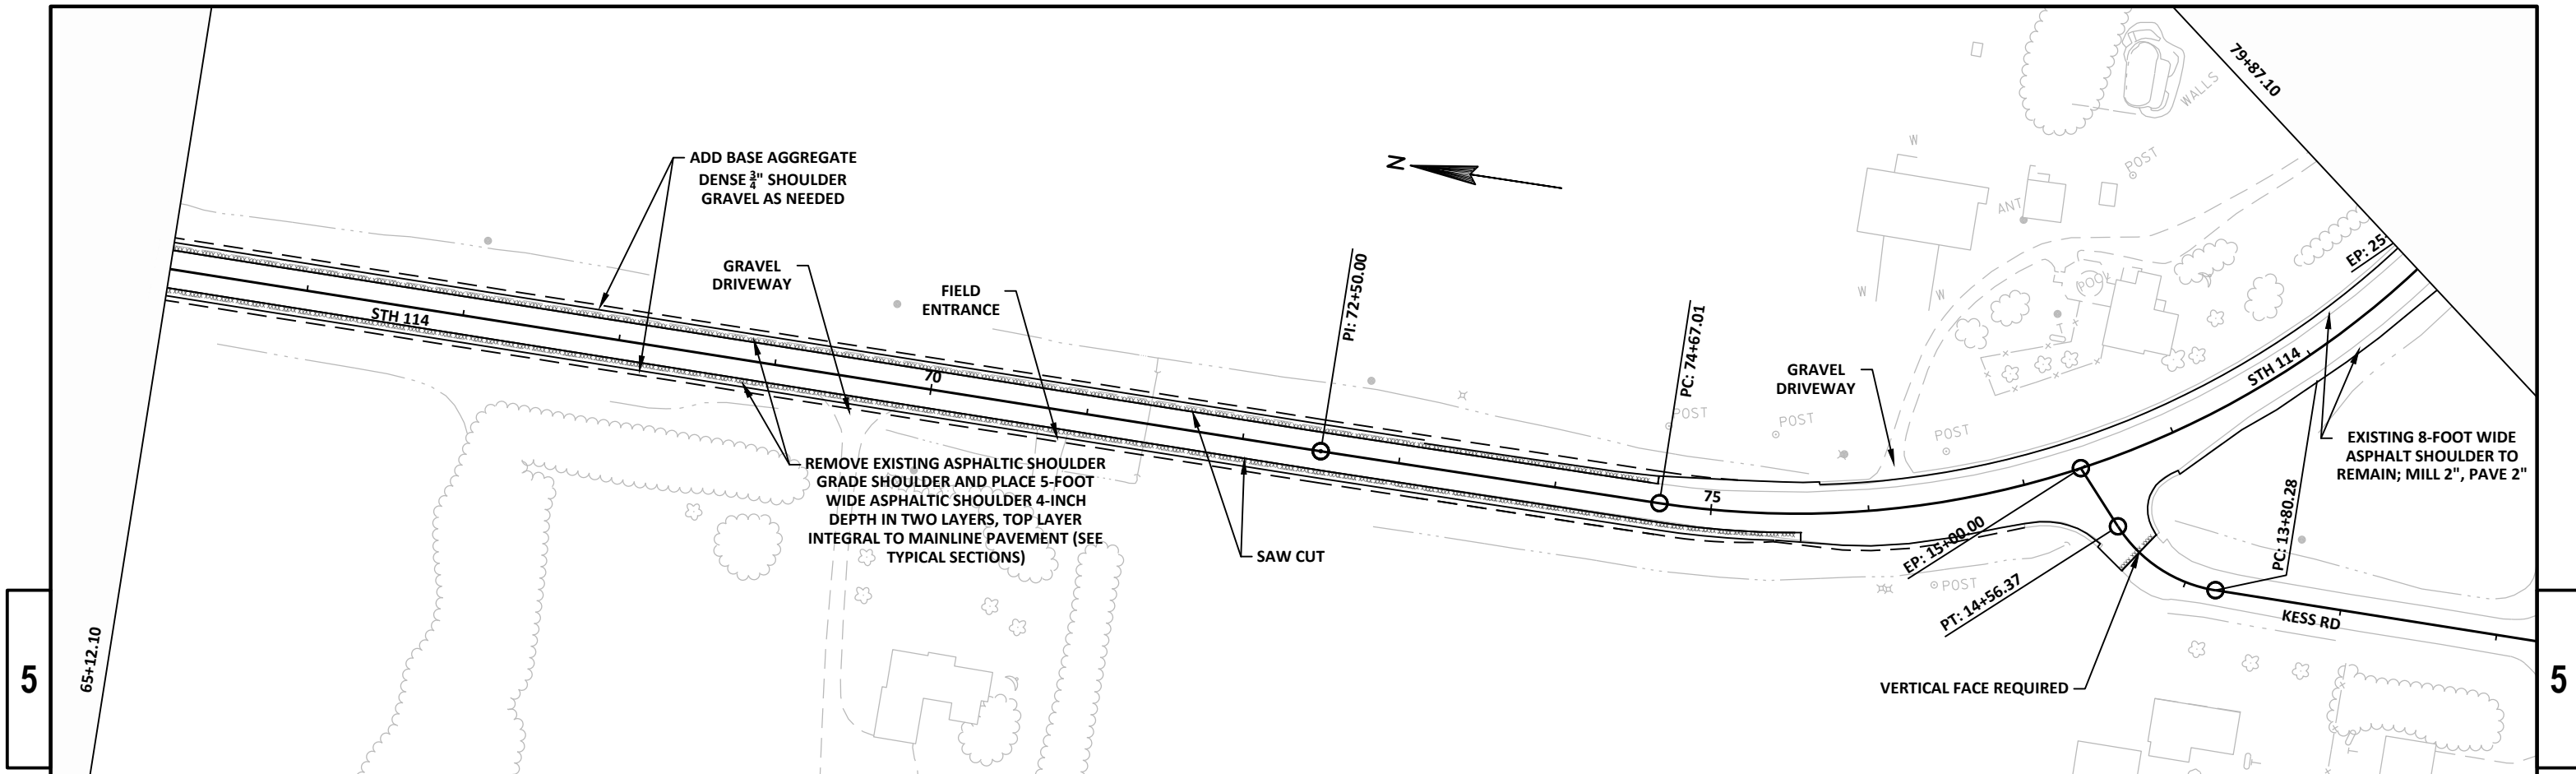 79+87.10
WALLS
POST
ANT
W
W
W
ADD BASE AGGREGATE
DENSE 3/4" SHOULDER
GRAVEL AS NEEDED
N
GRAVEL
DRIVEWAY
FIELD
ENTRANCE
PI: 72+50.00
PC: 74+67.01
EP: 25
POOL
STH 114
70
GRAVEL
DRIVEWAY
STH 114
POST
POST
POST
EXISTING 8-FOOT WIDE
ASPHALT SHOULDER TO
REMAIN; MILL 2", PAVE 2"
REMOVE EXISTING ASPHALTIC SHOULDER
GRADE SHOULDER AND PLACE 5-FOOT
WIDE ASPHALTIC SHOULDER 4-INCH
DEPTH IN TWO LAYERS, TOP LAYER
INTEGRAL TO MAINLINE PAVEMENT (SEE
TYPICAL SECTIONS)
75
SAW CUT
EP: 15+00.00
PC: 13+80.28
POST
PT: 14+56.37
KESS RD
65+12.10
5
VERTICAL FACE REQUIRED
5